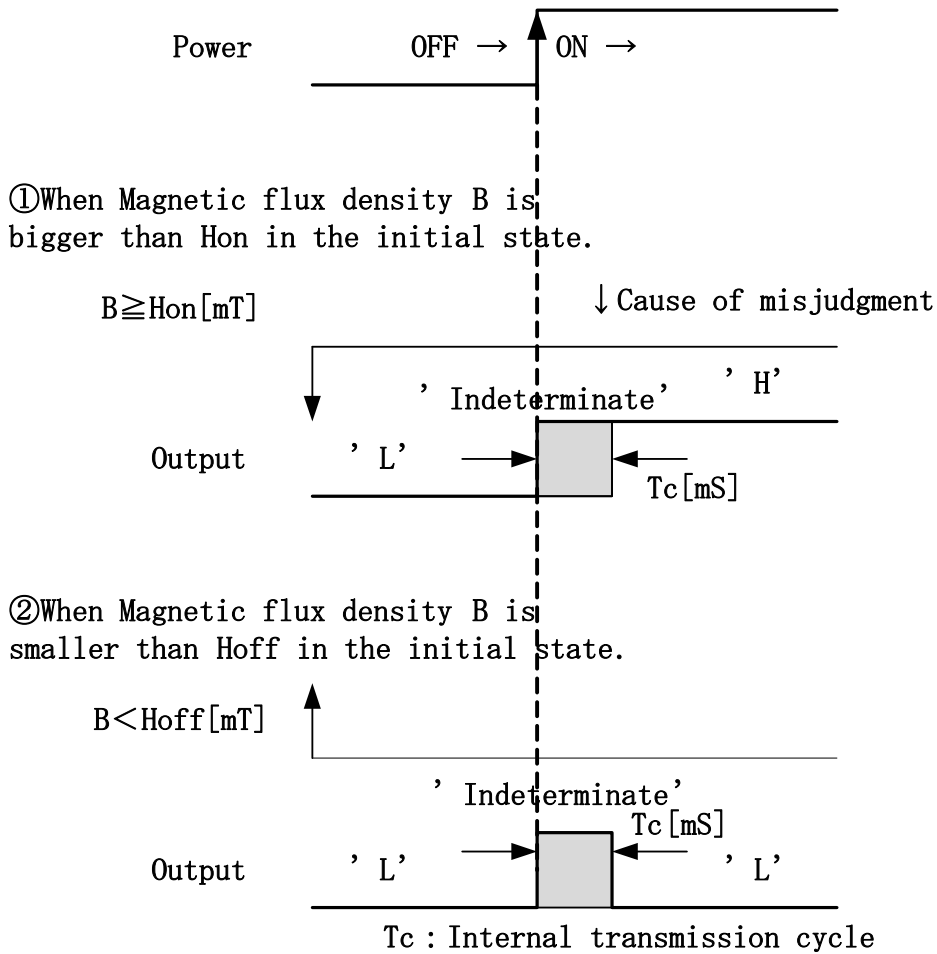 Power OFF → ON →
①When Magnetic flux density B is
bigger than Hon in the initial state.
B≧Hon[mT] ↓Cause of misjudgment
’Indeterminate’ ’H’
Output ’L’ Tc[mS]
②When Magnetic flux density B is
smaller than Hoff in the initial state.
B＜Hoff[mT]
’Indeterminate’
Tc[mS]
Output ’L’ ’L’
Tc：Internal transmission cycle